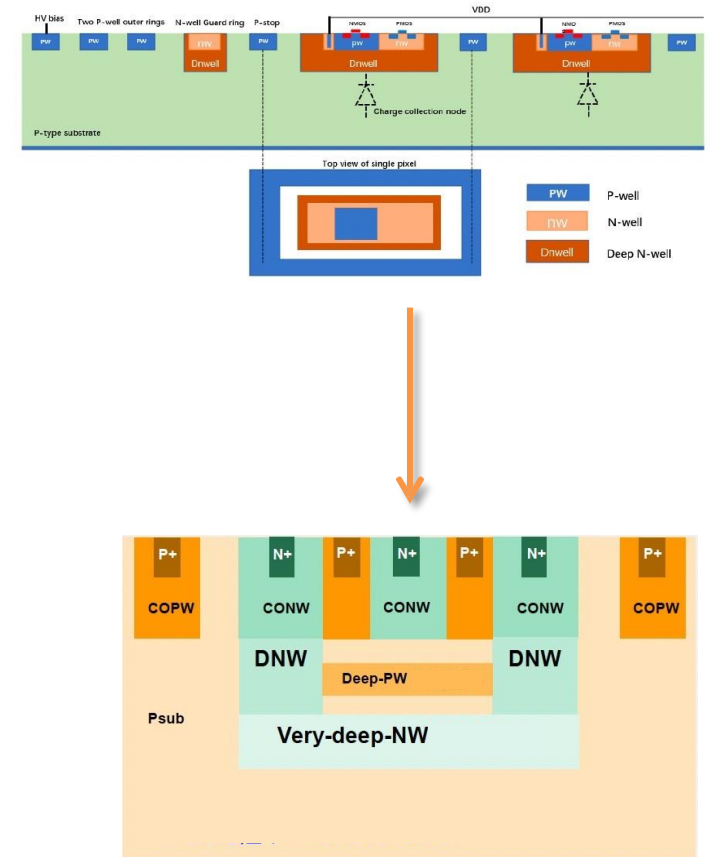 VDD
HV bias
Two P-well outer rings
N-well Guard ring
P-stop
NMOS
PMOS
NMO
PMOS
PW
PW
PW
nw
PW
pw
nw
PW
pw
nw
PW
Dnwell
Dnwell
Dnwell
Charge collection node
P-type substrate
Top view of single pixel
PW
P-well
nw
N-well
Dnwell
Deep N-well
P+
N+
P+
N+
P+
N+
P+
COPW
CONW
CONW
CONW
COPW
DNW
DNW
Deep-PW
Psub
Very-deep-NW